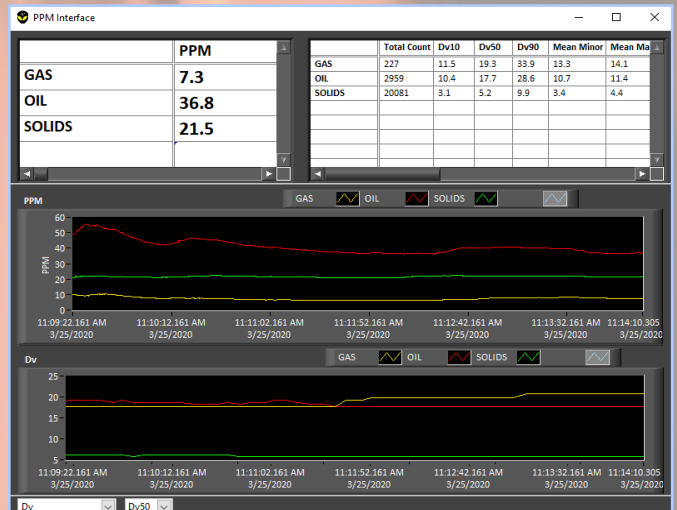 PPM Interface
PPM
GAS 7.3
OIL 36.8
SOLIDS 21.5
Total Count Dv10 Dv50 Dv90 Mean Minor Mean Ma
GAS 227 11.5 19.3 33.9 13.3 14.1
OIL 2959 10.4 17.7 28.6 10.7 11.4
SOLIDS 20081 3.1 5.2 9.9 3.4 4.4
PPM
GAS OIL SOLIDS
60
50
40
30
20
10
0
PPM
11:09:22.161 AM 11:10:12.161 AM 11:11:02.161 AM 11:11:52.161 AM 11:12:42.161 AM 11:13:32.161 AM 11:14:10.305
3/25/2020 3/25/2020 3/25/2020 3/25/2020 3/25/2020 3/25/2020 3/25/2020
Dv
GAS OIL SOLIDS
25
20
15
10
5
11:09:22.161 AM 11:10:12.161 AM 11:11:02.161 AM 11:11:52.161 AM 11:12:42.161 AM 11:13:32.161 AM 11:14:10.305
3/25/2020 3/25/2020 3/25/2020 3/25/2020 3/25/2020 3/25/2020 3/25/2020
Dv Dv50